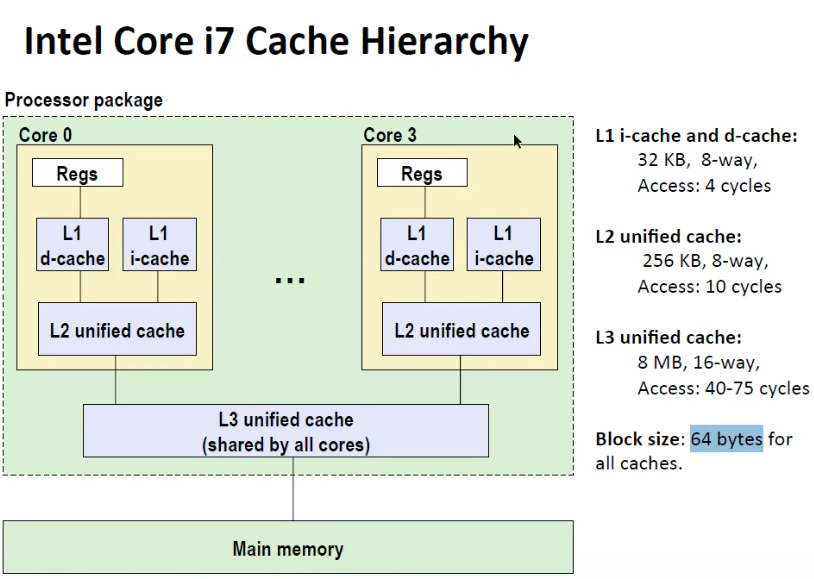 Intel Core i7 Cache Hierarchy
Processor package
Core 0
Regs
L1
d-cache
L1
i-cache
L2 unified cache
...
Core 3
Regs
L1
d-cache
L1
i-cache
L2 unified cache
L3 unified cache
(shared by all cores)
Main memory
L1 i-cache and d-cache:
32 KB, 8-way,
Access: 4 cycles
L2 unified cache:
256 KB, 8-way,
Access: 10 cycles
L3 unified cache:
8 MB, 16-way,
Access: 40-75 cycles
Block size: 64 bytes for
all caches.